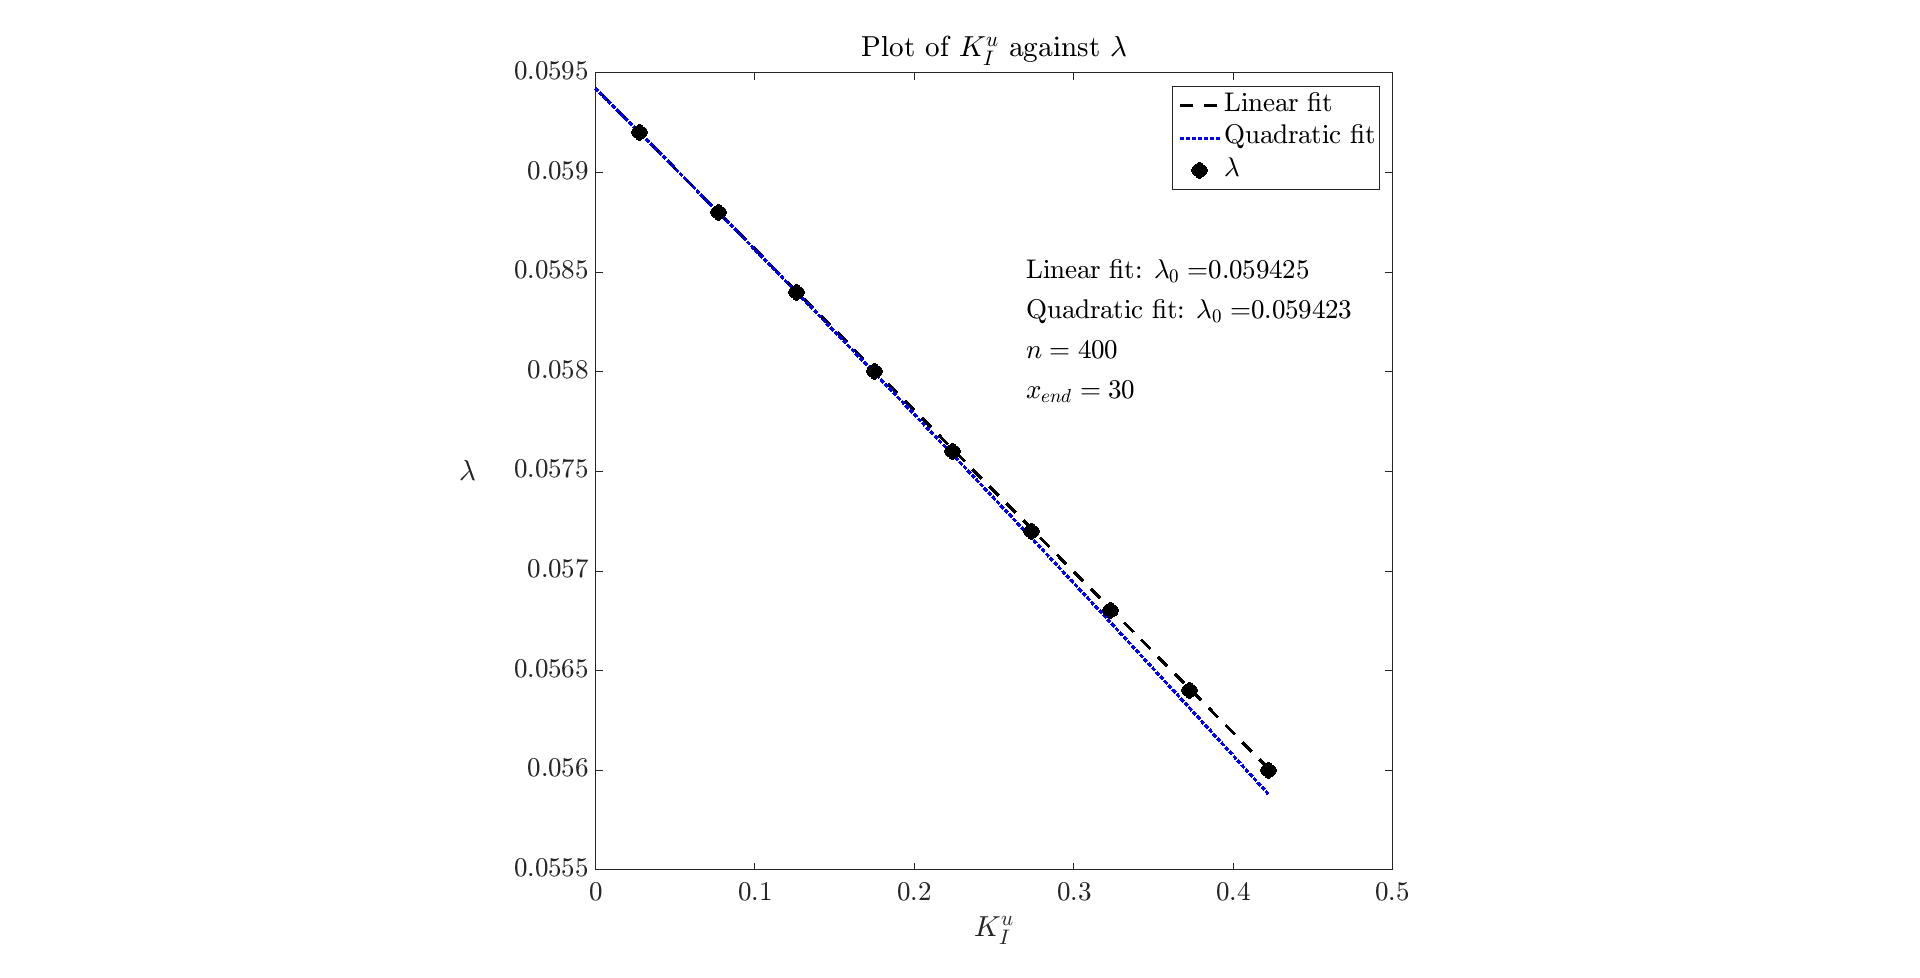 Plot of $K_I^u$ against $\lambda$
0.0595
0.059
0.0585
0.058
0.0575
0.057
0.0565
0.056
0.0555
λ
Linear fit
Quadratic fit
λ
Linear fit: $\lambda_0 =$0.059425
Quadratic fit: $\lambda_0 =$0.059423
$n = 400$
$x_{end} = 30$
0 0.1 0.2 0.3 0.4 0.5
$K_I^u$